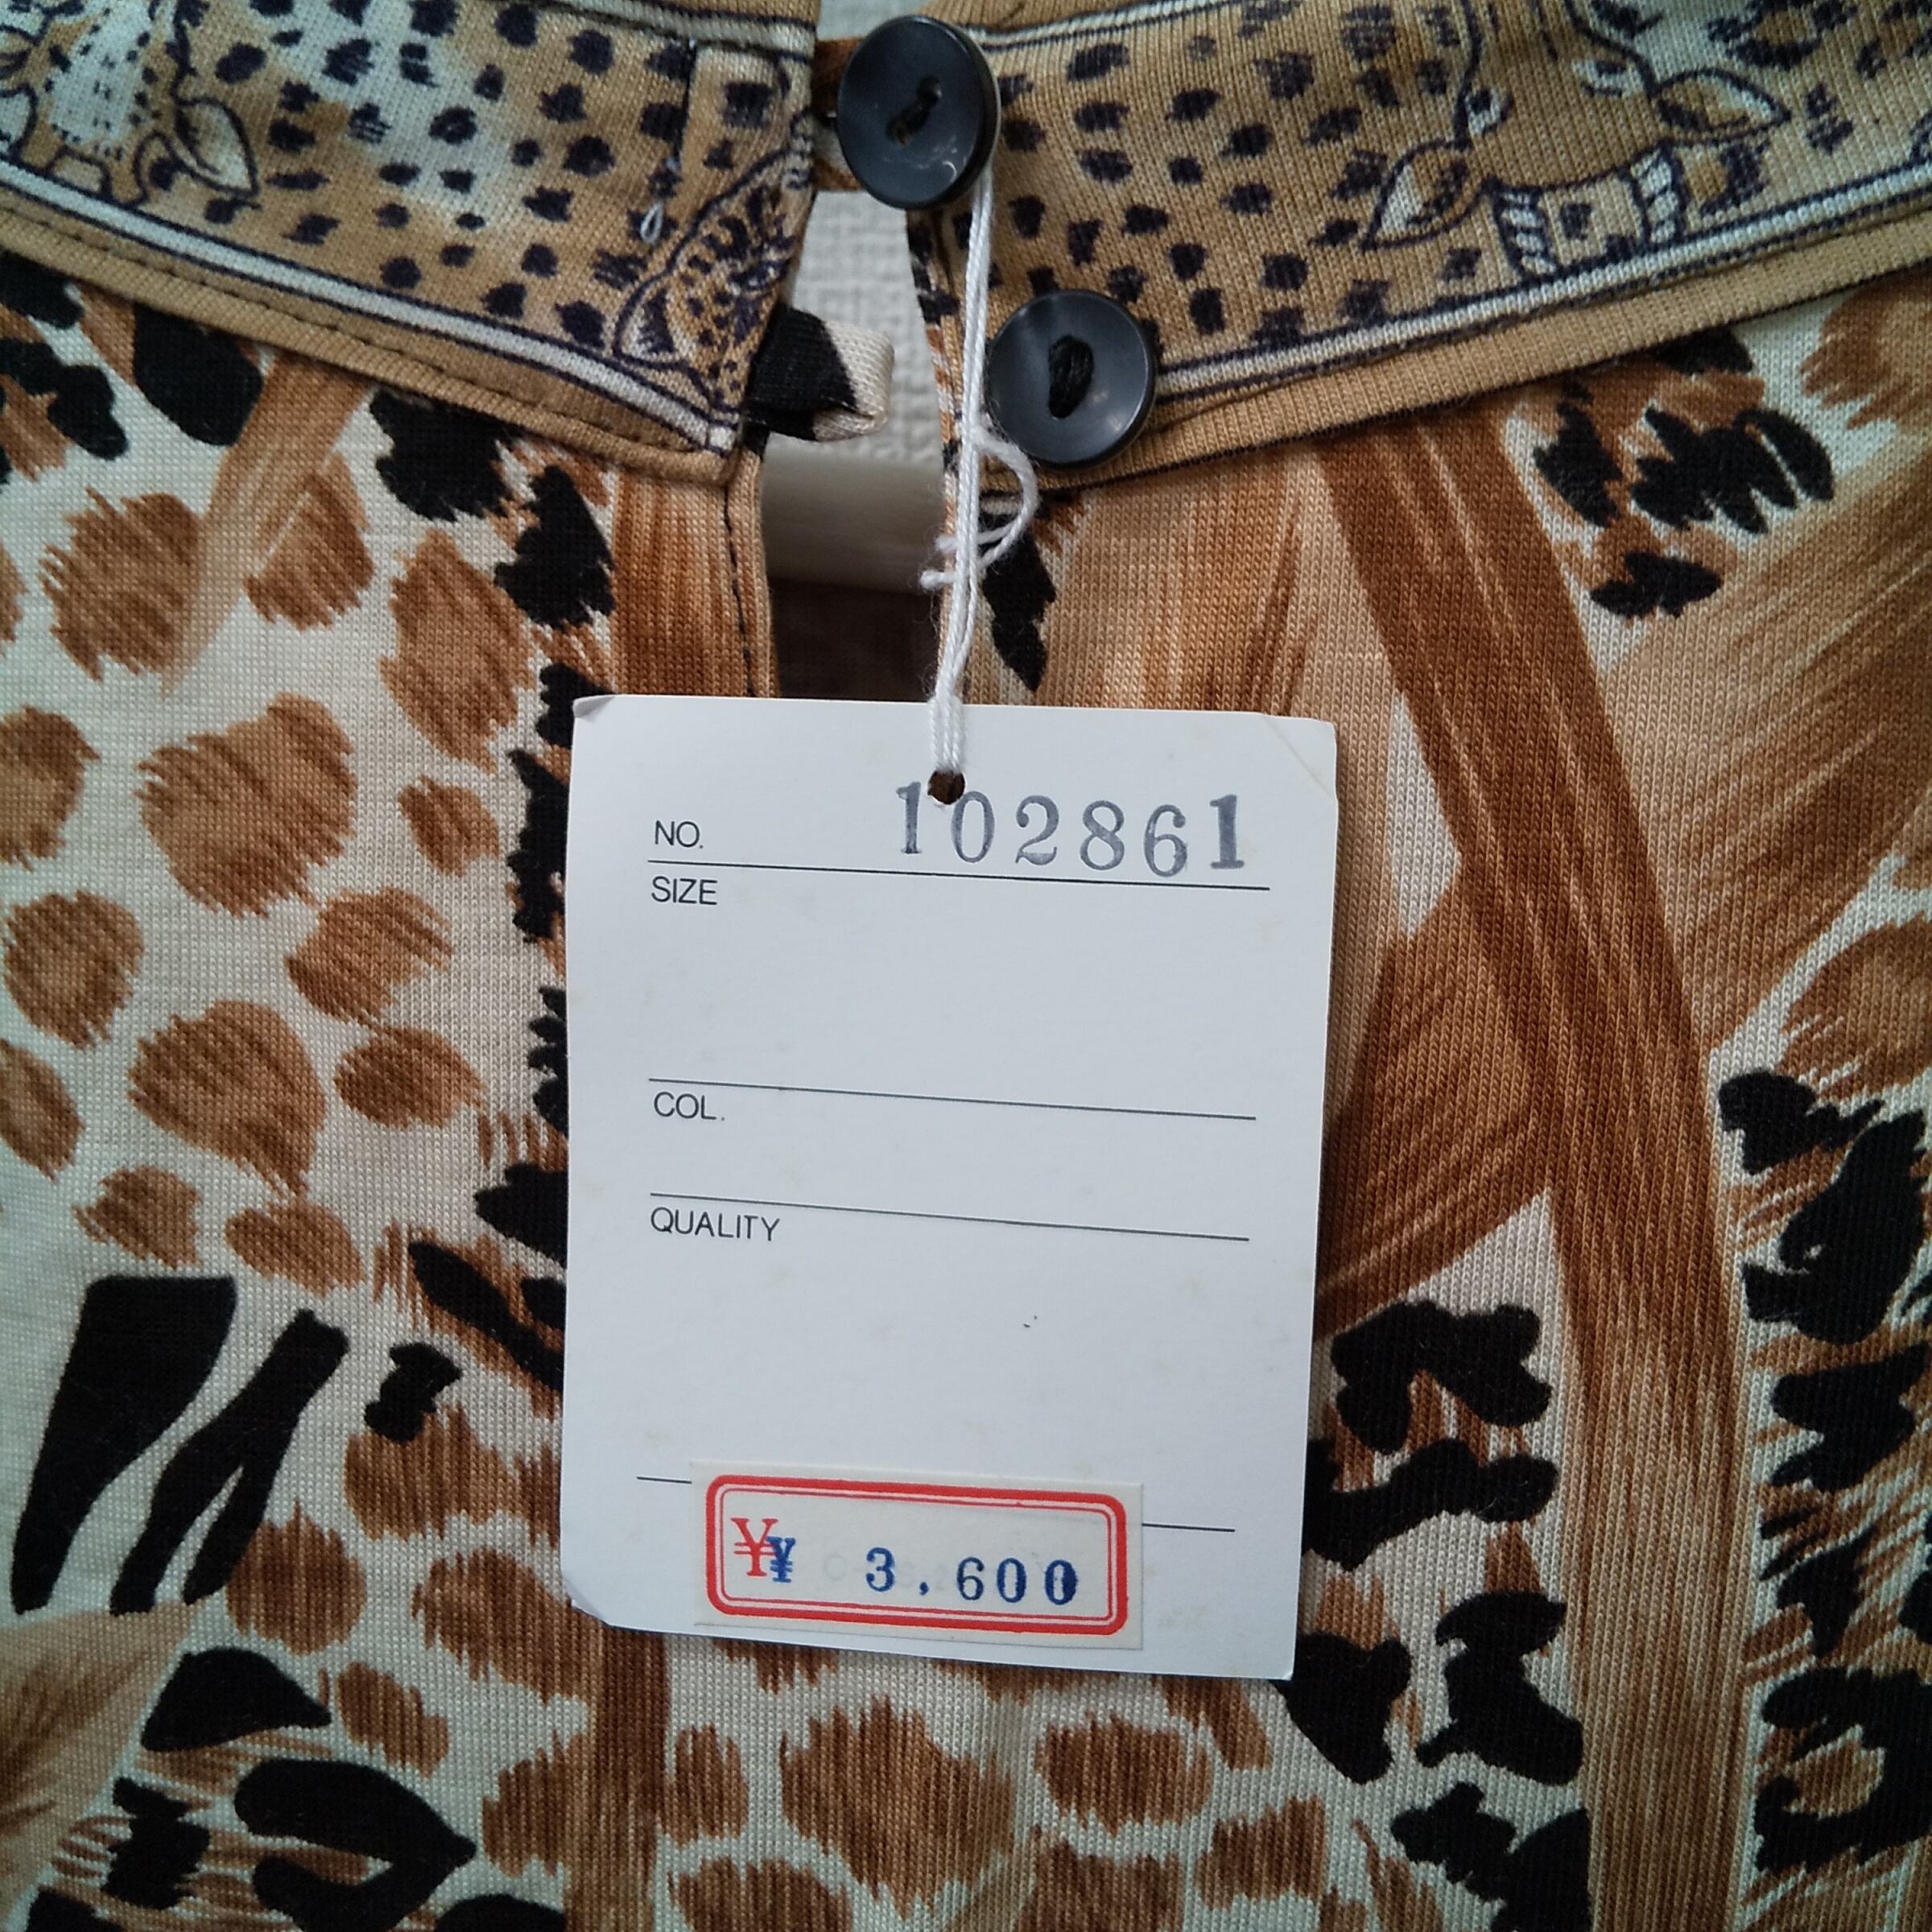 NO. 102861
SIZE
COL.
QUALITY
¥¥ 3,600